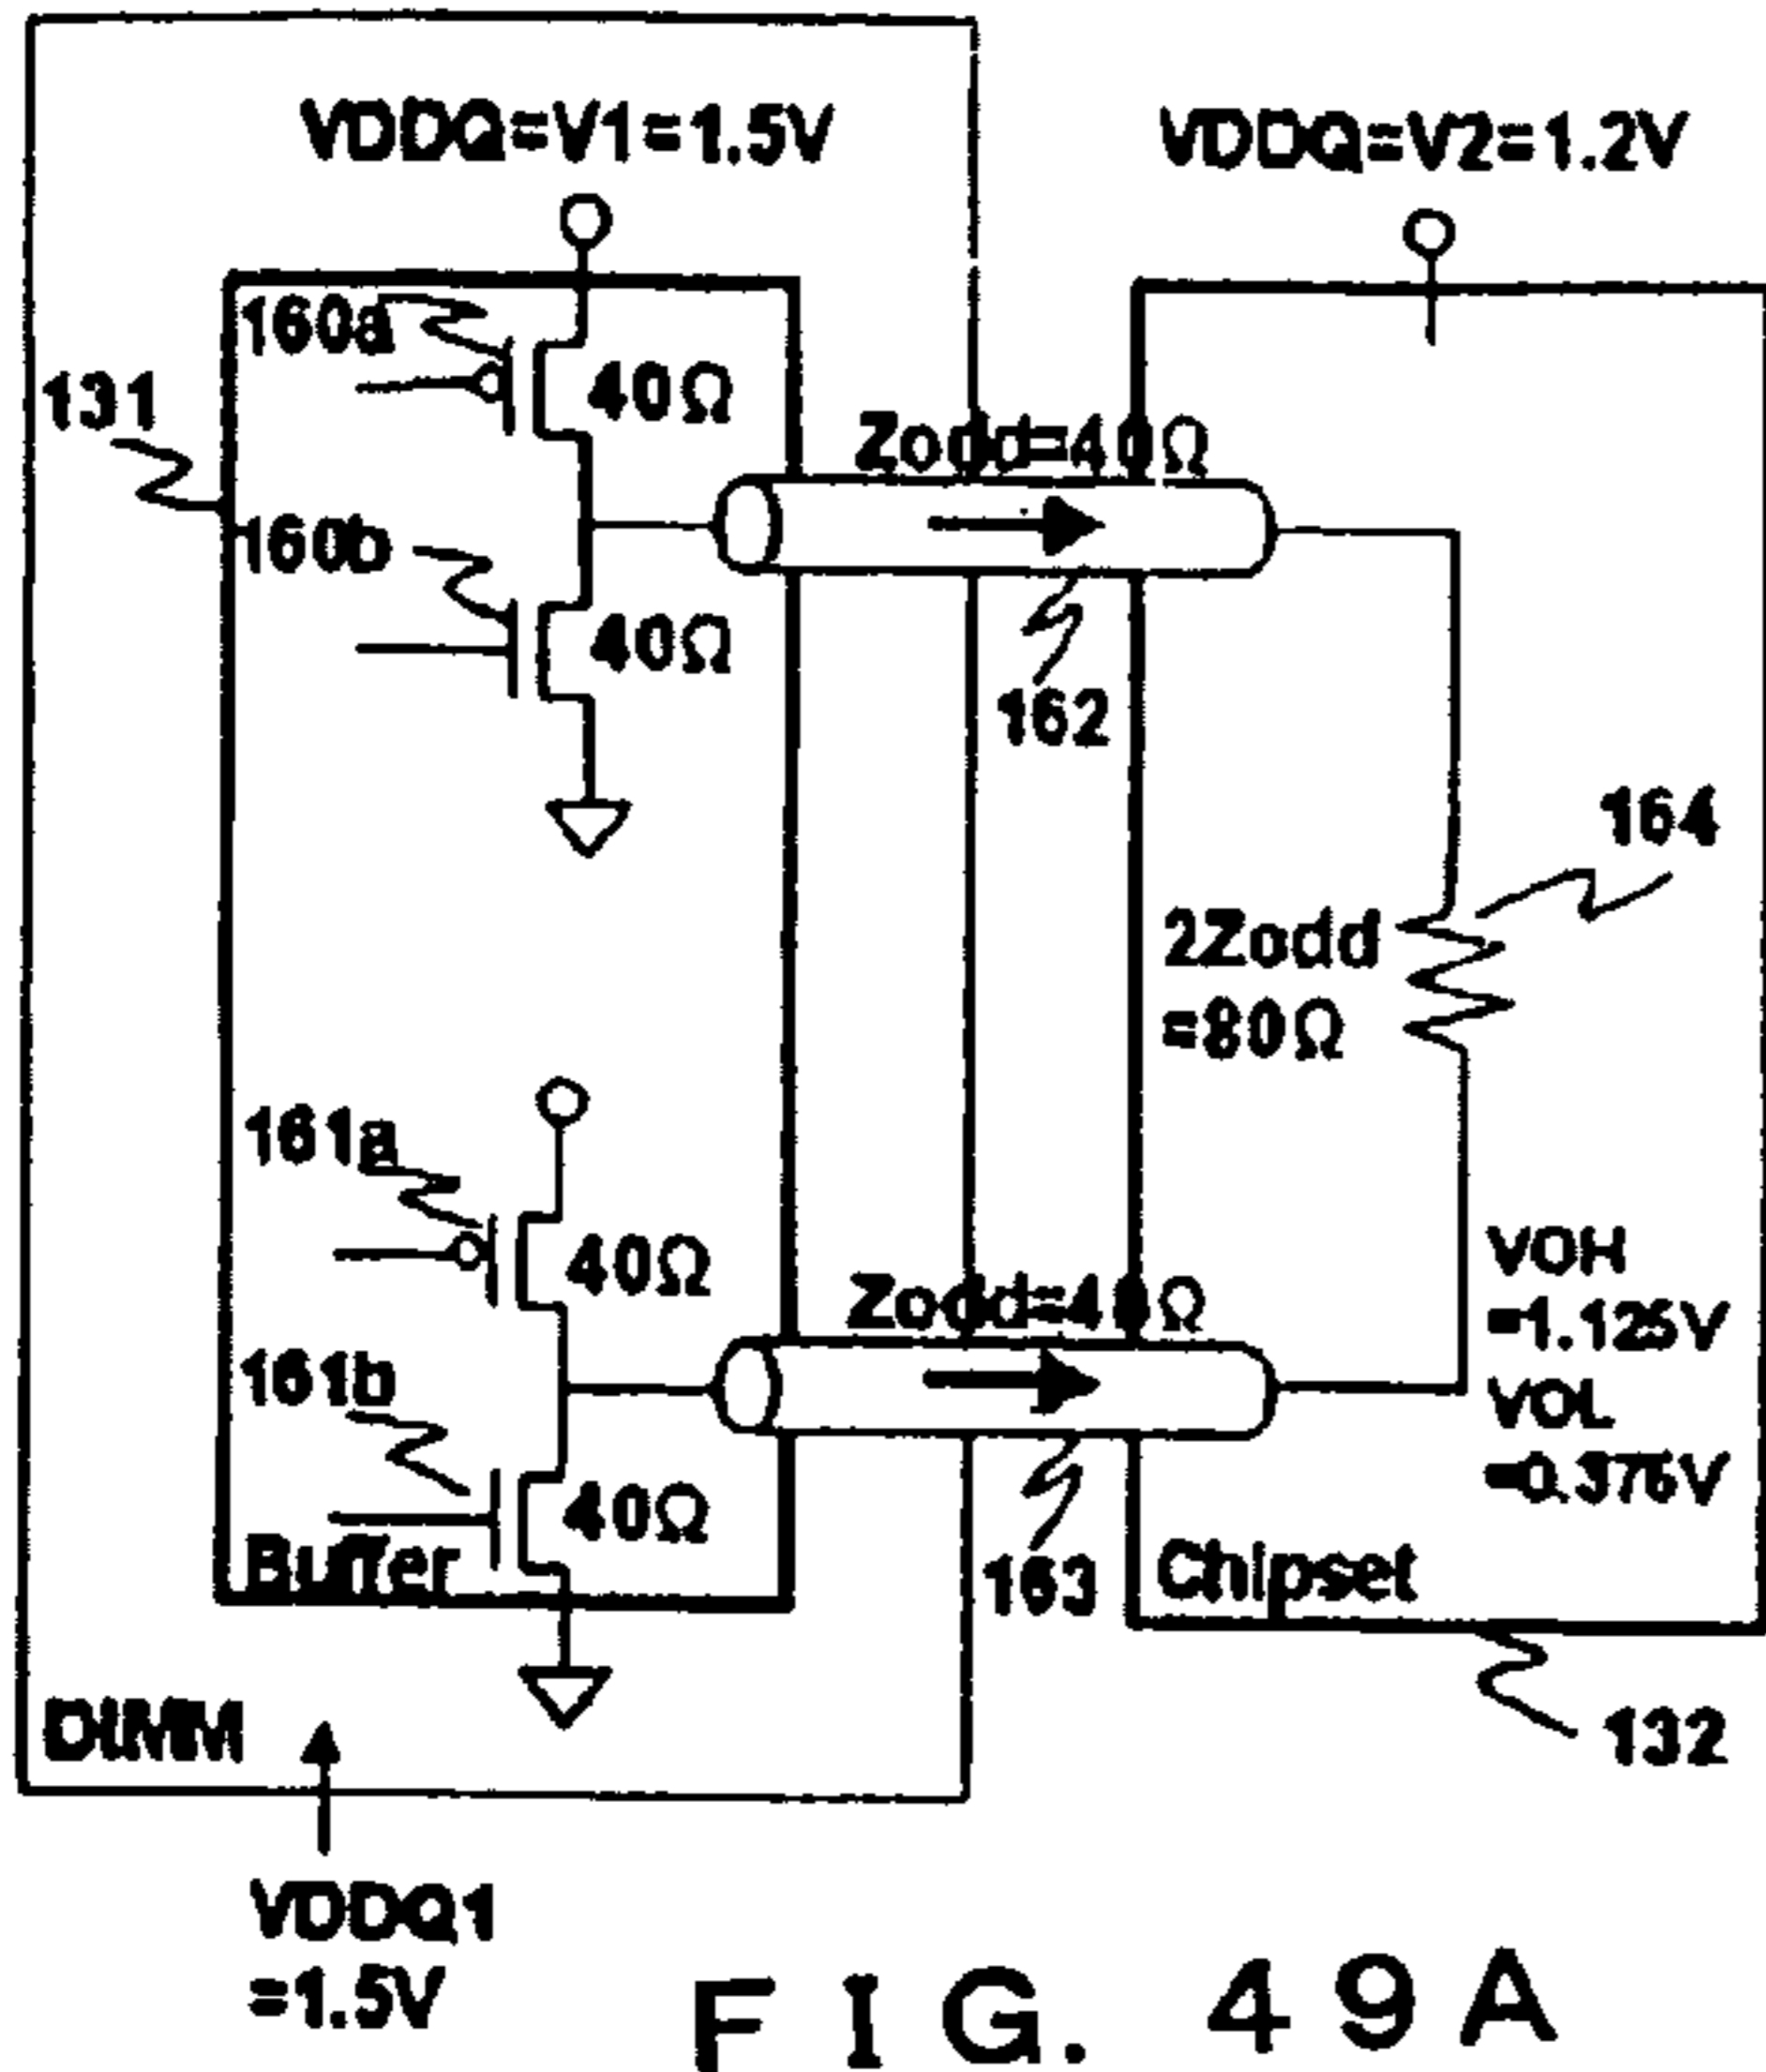 VDDQ=V1=1.5V
VDDQ=V2=1.2V
160a
40Ω
131
Zodd=40Ω
160b
40Ω
162
164
2Zodd
=80Ω
161a
40Ω
VOH
=1.125V
Zodd=40Ω
161b
VOL
=0.375V
40Ω
Buffer
163
Chipset
DIMM
132
VDDQ1
=1.5V
FIG. 49A